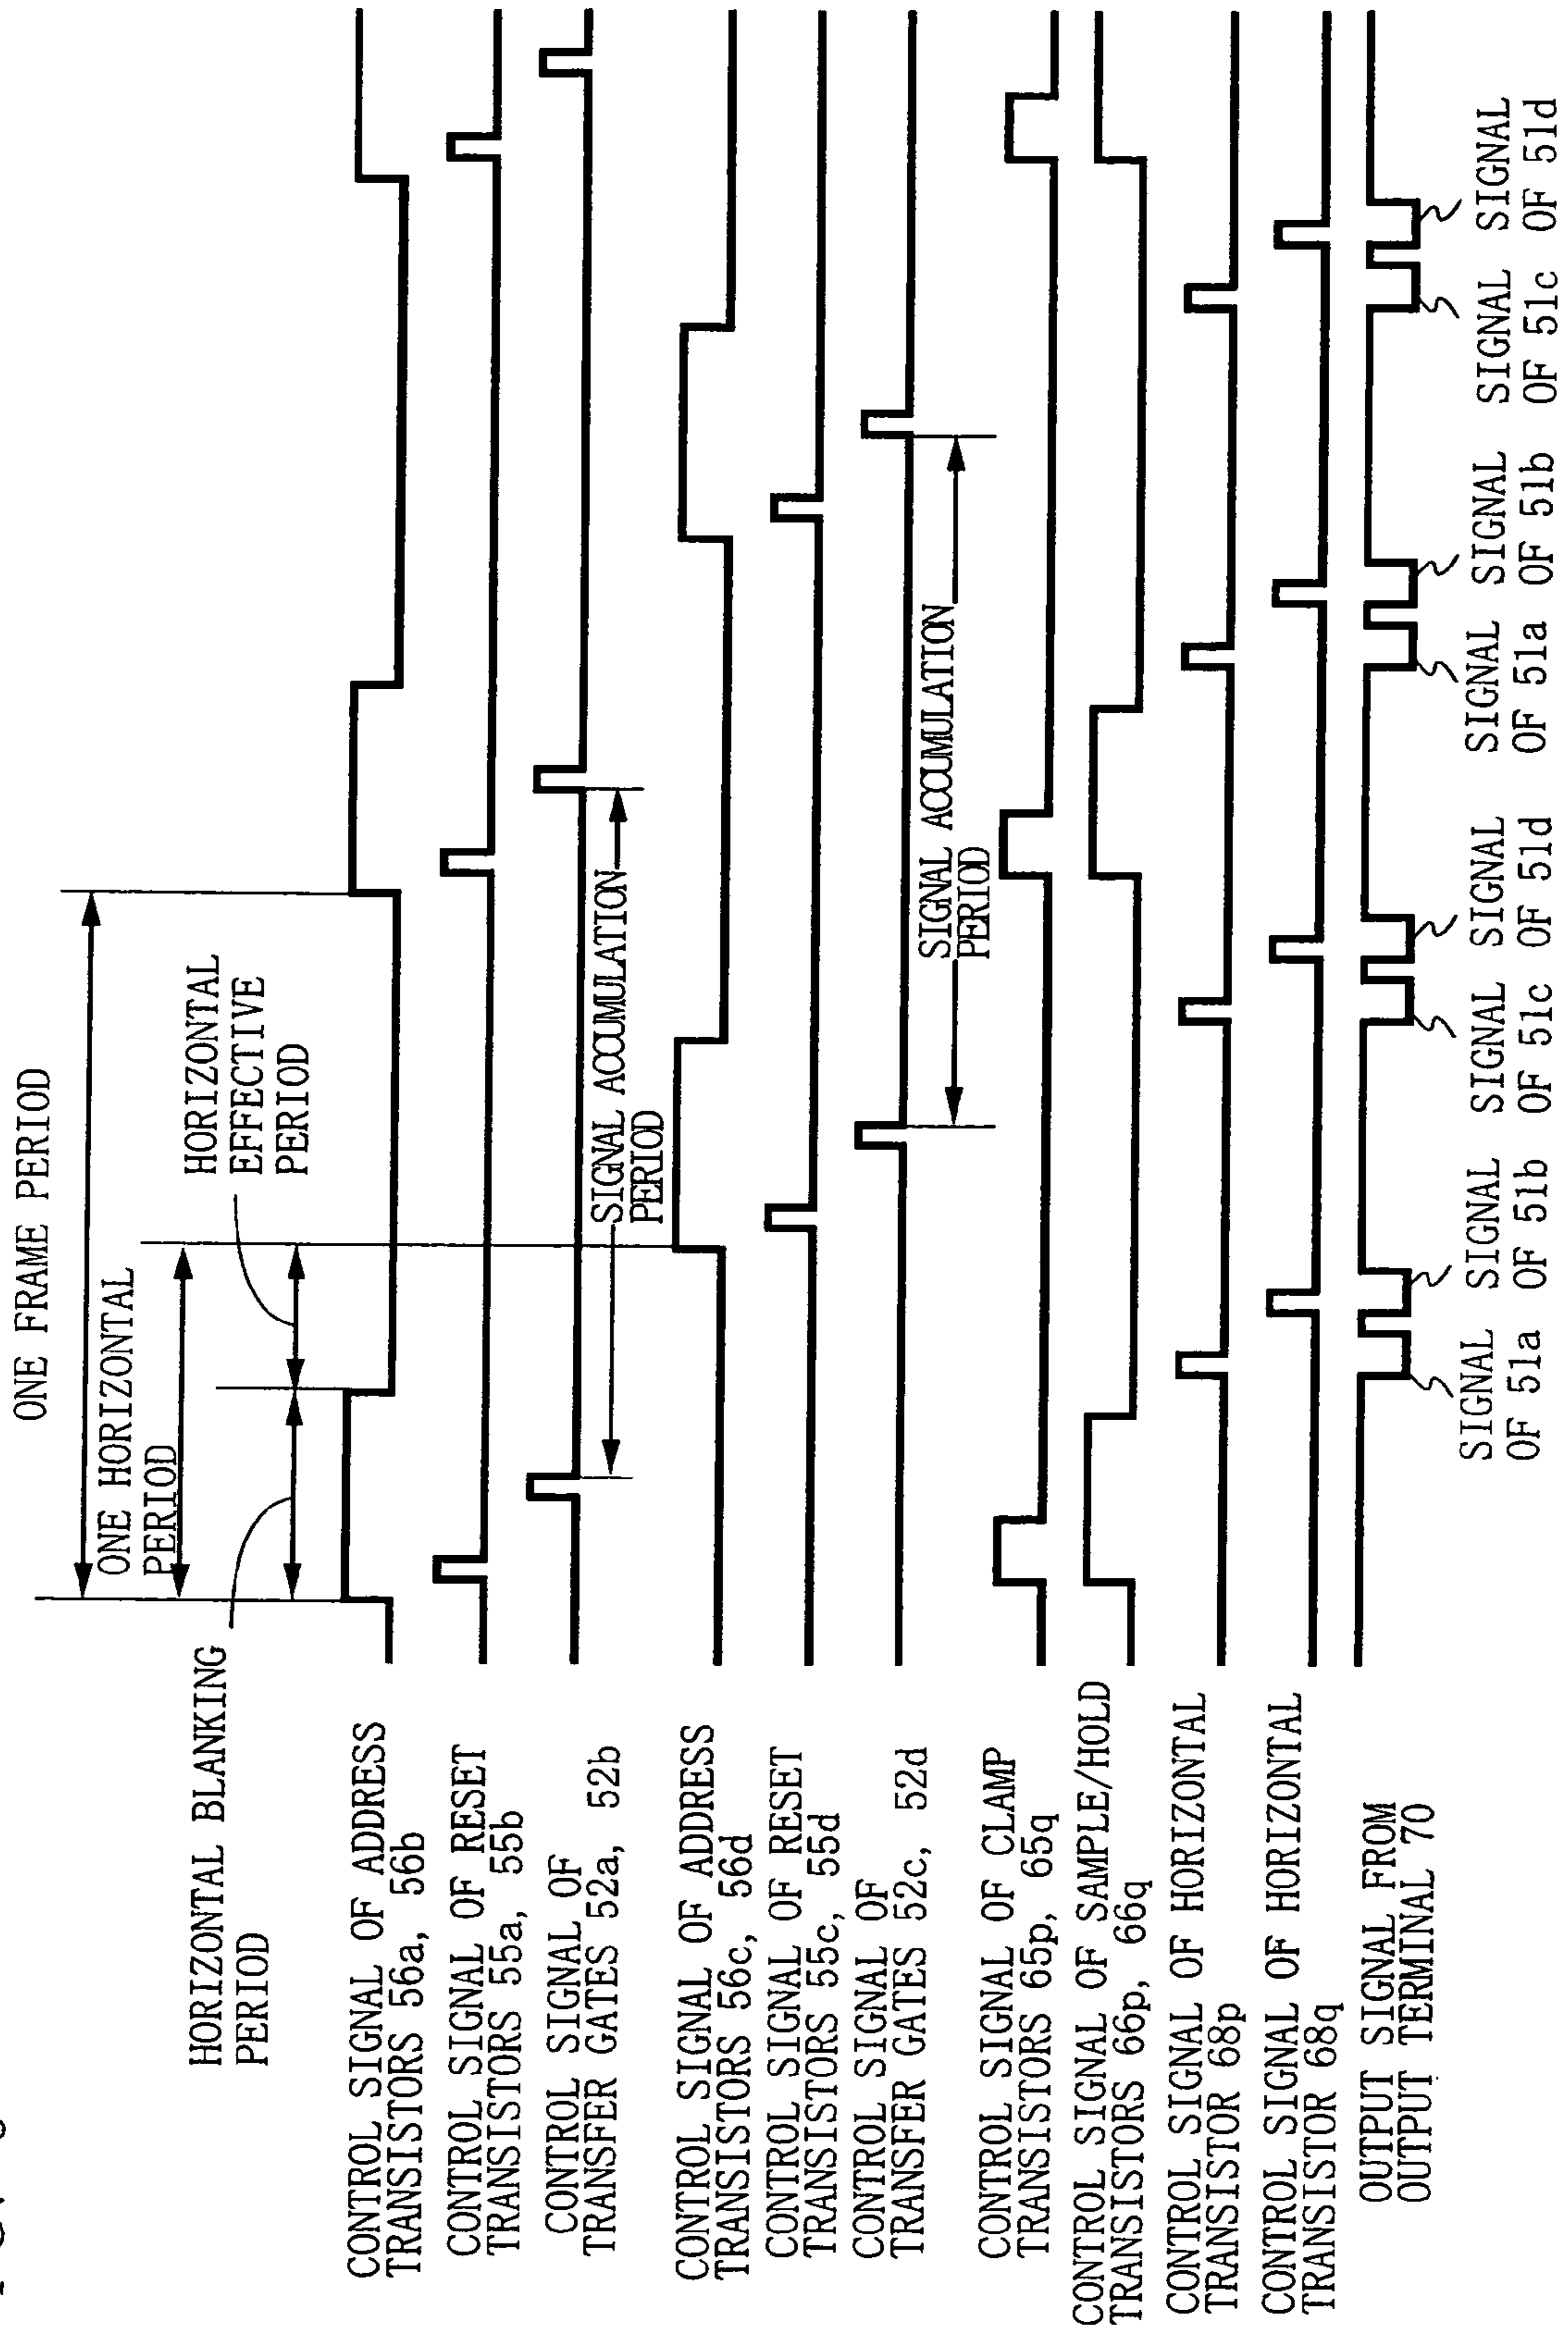 ONE FRAME PERIOD
ONE HORIZONTAL
PERIOD
HORIZONTAL
EFFECTIVE
PERIOD
HORIZONTAL BLANKING
PERIOD
CONTROL SIGNAL OF ADDRESS
TRANSISTORS 56a, 56b
CONTROL SIGNAL OF RESET
TRANSISTORS 55a, 55b
CONTROL SIGNAL OF
TRANSFER GATES 52a, 52b
SIGNAL ACCUMULATION
PERIOD
CONTROL SIGNAL OF ADDRESS
TRANSISTORS 56c, 56d
CONTROL SIGNAL OF RESET
TRANSISTORS 55c, 55d
CONTROL SIGNAL OF
TRANSFER GATES 52c, 52d
SIGNAL ACCUMULATION
PERIOD
CONTROL SIGNAL OF CLAMP
TRANSISTORS 65p, 65q
CONTROL SIGNAL OF SAMPLE/HOLD
TRANSISTORS 66p, 66q
CONTROL SIGNAL OF HORIZONTAL
TRANSISTOR 68p
CONTROL SIGNAL OF HORIZONTAL
TRANSISTOR 68q
OUTPUT SIGNAL FROM
OUTPUT TERMINAL 70
SIGNAL SIGNAL SIGNAL SIGNAL SIGNAL SIGNAL SIGNAL SIGNAL
OF 51a OF 51b OF 51c OF 51d OF 51a OF 51b OF 51c OF 51d